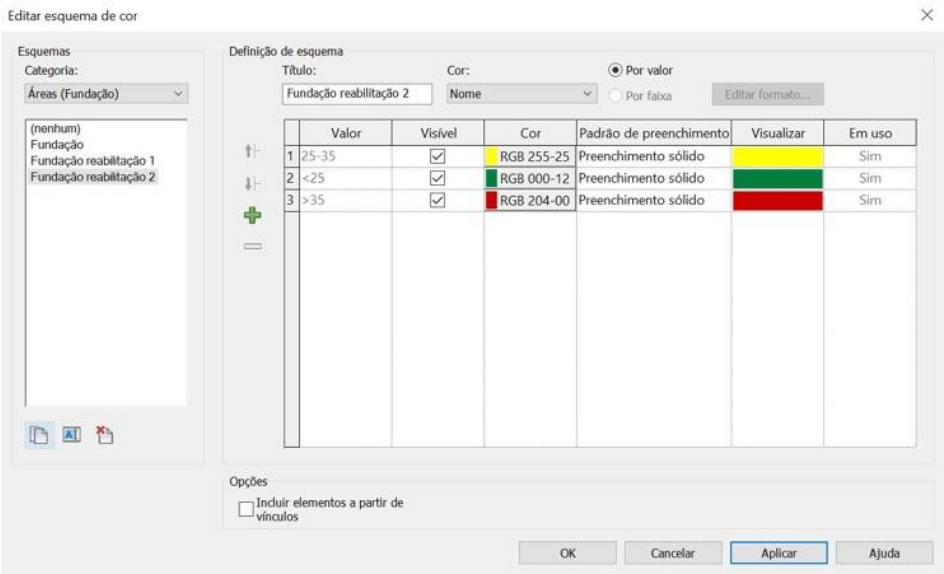 Editar esquema de cor
Esquemas
Categoria:
Áreas (Fundação)
(nenhum)
Fundação
Fundação reabilitação 1
Fundação reabilitação 2
Definição de esquema
Título: Cor:
Fundação reabilitação 2 Nome
Por valor
Por faixa
Editar formato...
Valor Visível Cor Padrão de preenchimento Visualizar Em uso
1 25-35 RGB 255-25 Preenchimento sólido Sim
2 <25 RGB 000-12 Preenchimento sólido Sim
3 >35 RGB 204-00 Preenchimento sólido Sim
AI
Opções
Incluir elementos a partir de
vínculos
OK Cancelar Aplicar Ajuda